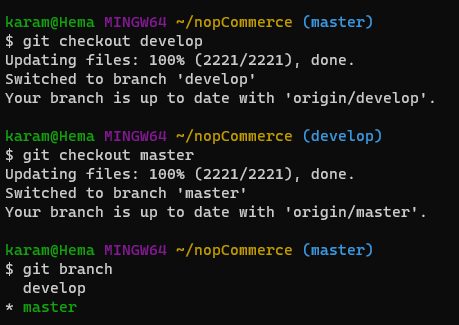 karam@Hema MINGW64 ~/nopCommerce (master)
$ git checkout develop
Updating files: 100% (2221/2221), done.
Switched to branch 'develop'
Your branch is up to date with 'origin/develop'.
karam@Hema MINGW64 ~/nopCommerce (develop)
$ git checkout master
Updating files: 100% (2221/2221), done.
Switched to branch 'master'
Your branch is up to date with 'origin/master'.
karam@Hema MINGW64 ~/nopCommerce (master)
$ git branch
  develop
* master